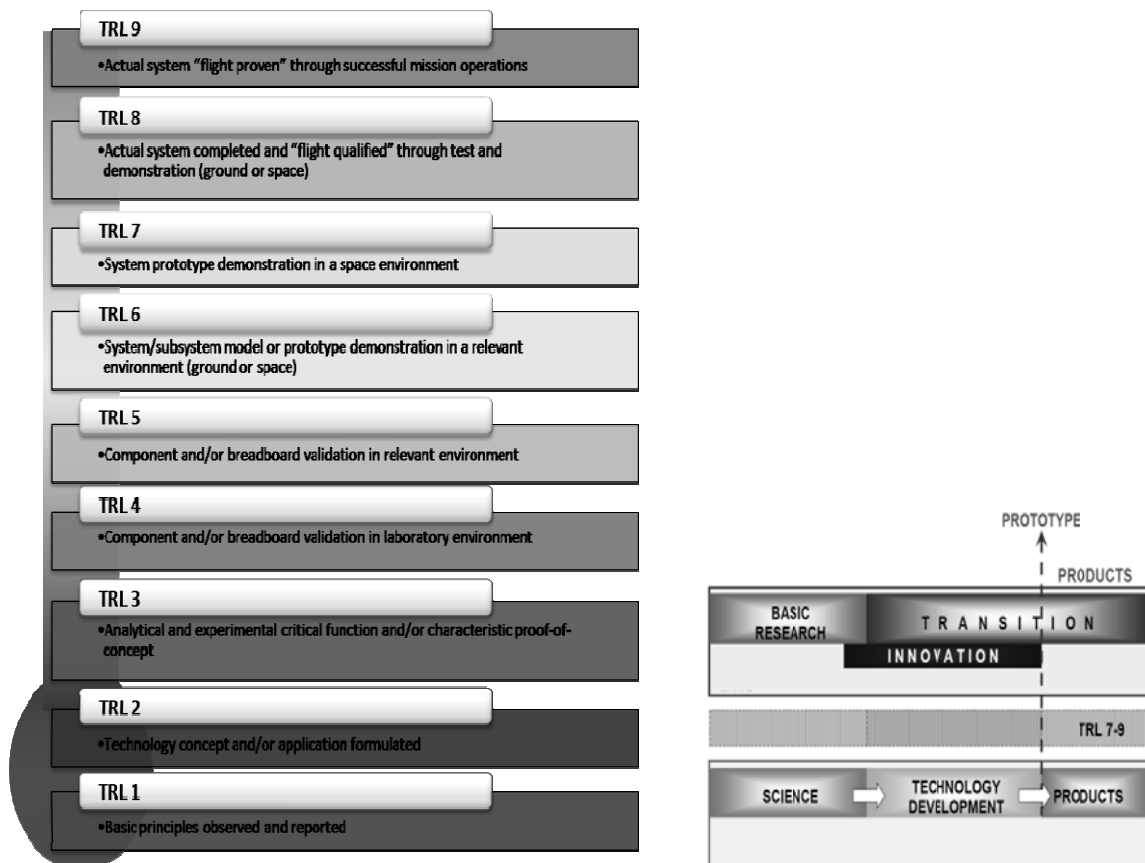 TRL 9
•Actual system "flight proven" through successful mission operations
TRL 8
•Actual system completed and "flight qualified" through test and
demonstration (ground or space)
TRL 7
•System prototype demonstration in a space environment
TRL 6
•System/subsystem model or prototype demonstration in a relevant
environment (ground or space)
TRL 5
•Component and/or breadboard validation in relevant environment
TRL 4
•Component and/or breadboard validation in laboratory environment
TRL 3
•Analytical and experimental critical function and/or characteristic proof-of-
concept
TRL 2
•Technology concept and/or application formulated
TRL 1
•Basic principles observed and reported
PROTOTYPE
PRODUCTS
BASIC
RESEARCH
TRANSITION
INNOVATION
TRL 7-9
SCIENCE
TECHNOLOGY
DEVELOPMENT
PRODUCTS